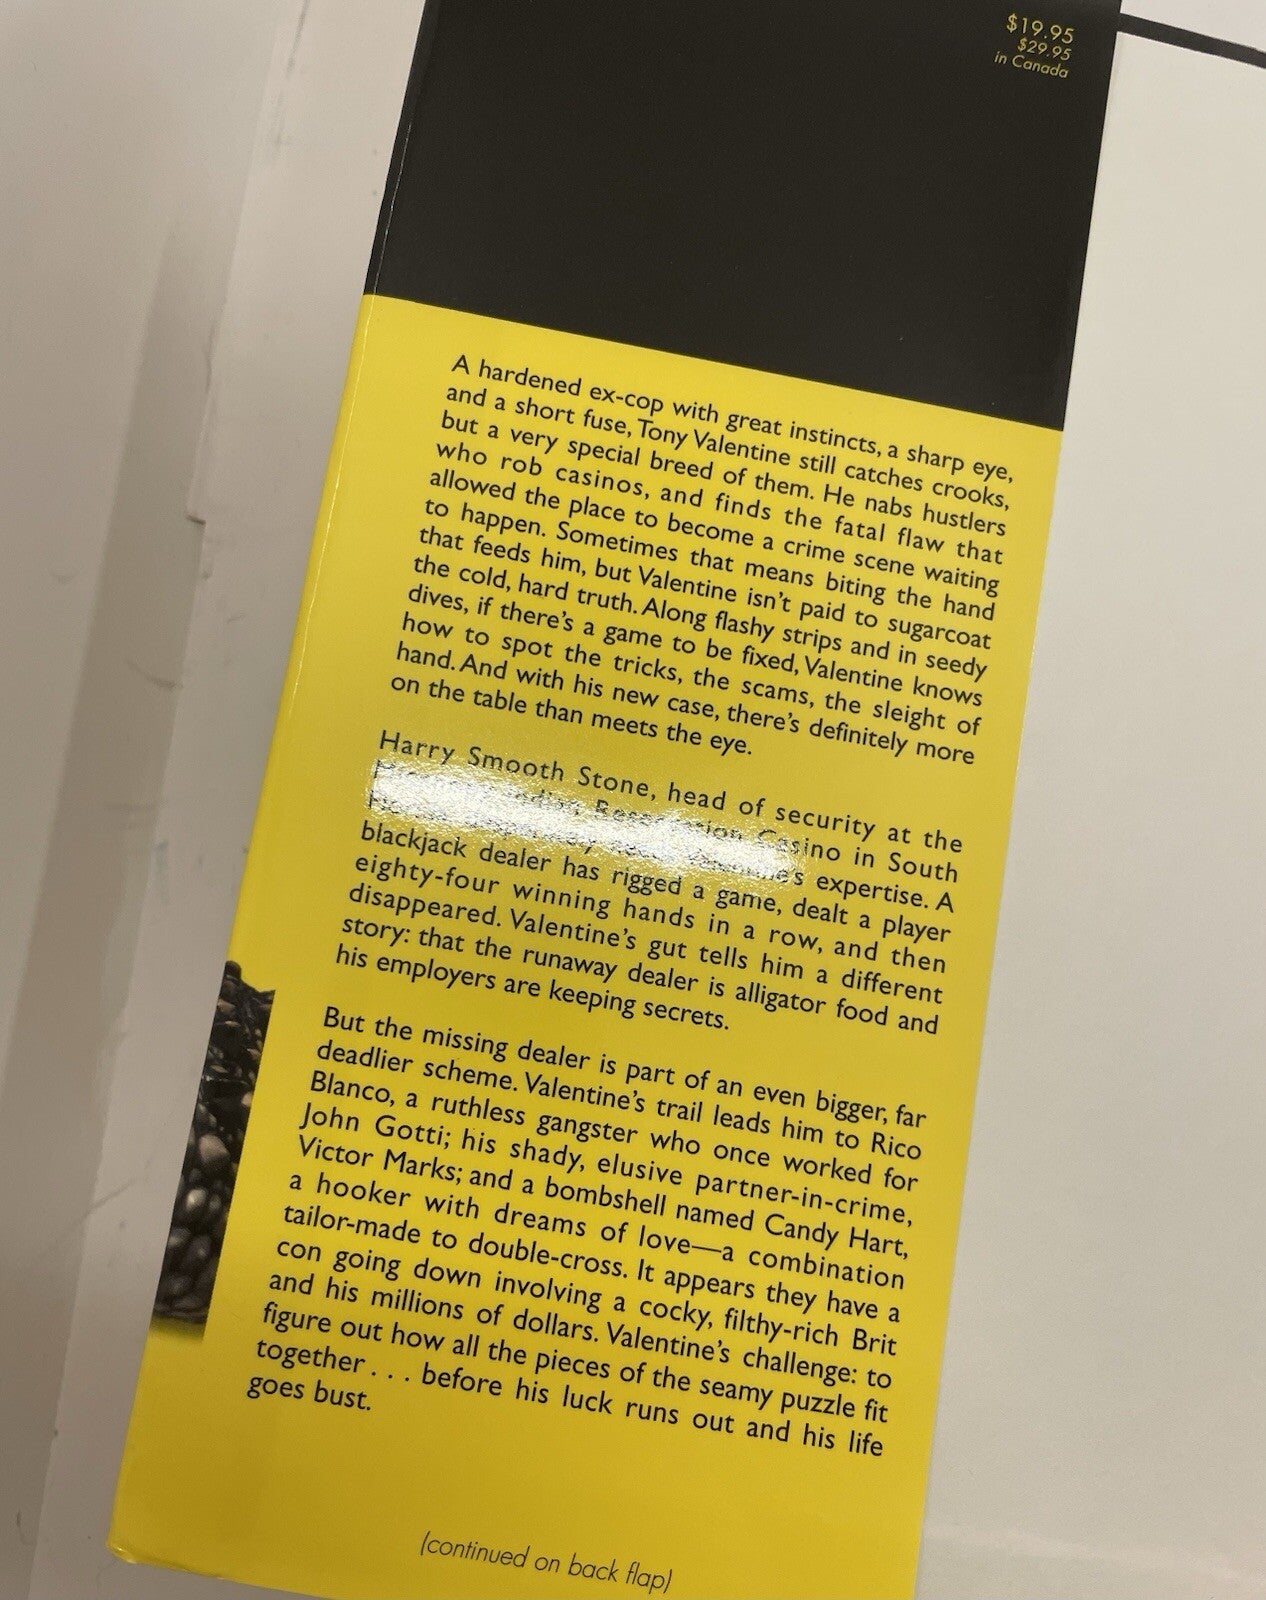 $19.95
$29.95
in Canada
A hardened ex-cop with great instincts, a sharp eye,
and a short fuse, Tony Valentine still catches crooks,
but a very special breed of them. He nabs hustlers
who rob casinos, and finds the fatal flaw that
allowed the place to become a crime scene waiting
to happen. Sometimes that means biting the hand
that feeds him, but Valentine isn't paid to sugarcoat
the cold, hard truth. Along flashy strips and in seedy
dives, if there's a game to be fixed, Valentine knows
how to spot the tricks, the scams, the sleight of
hand. And with his new case, there's definitely more
on the table than meets the eye.
Harry Smooth Stone, head of security at the
Reservation Casino in South
Valentine's expertise. A
blackjack dealer has rigged a game, dealt a player
eighty-four winning hands in a row, and then
disappeared. Valentine's gut tells him a different
story: that the runaway dealer is alligator food and
his employers are keeping secrets.
But the missing dealer is part of an even bigger, far
deadlier scheme. Valentine's trail leads him to Rico
Blanco, a ruthless gangster who once worked for
John Gotti; his shady, elusive partner-in-crime,
Victor Marks; and a bombshell named Candy Hart,
a hooker with dreams of love—a combination
tailor-made to double-cross. It appears they have a
con going down involving a cocky, filthy-rich Brit
and his millions of dollars. Valentine's challenge: to
figure out how all the pieces of the seamy puzzle fit
together . . . before his luck runs out and his life
goes bust.
(continued on back flap)